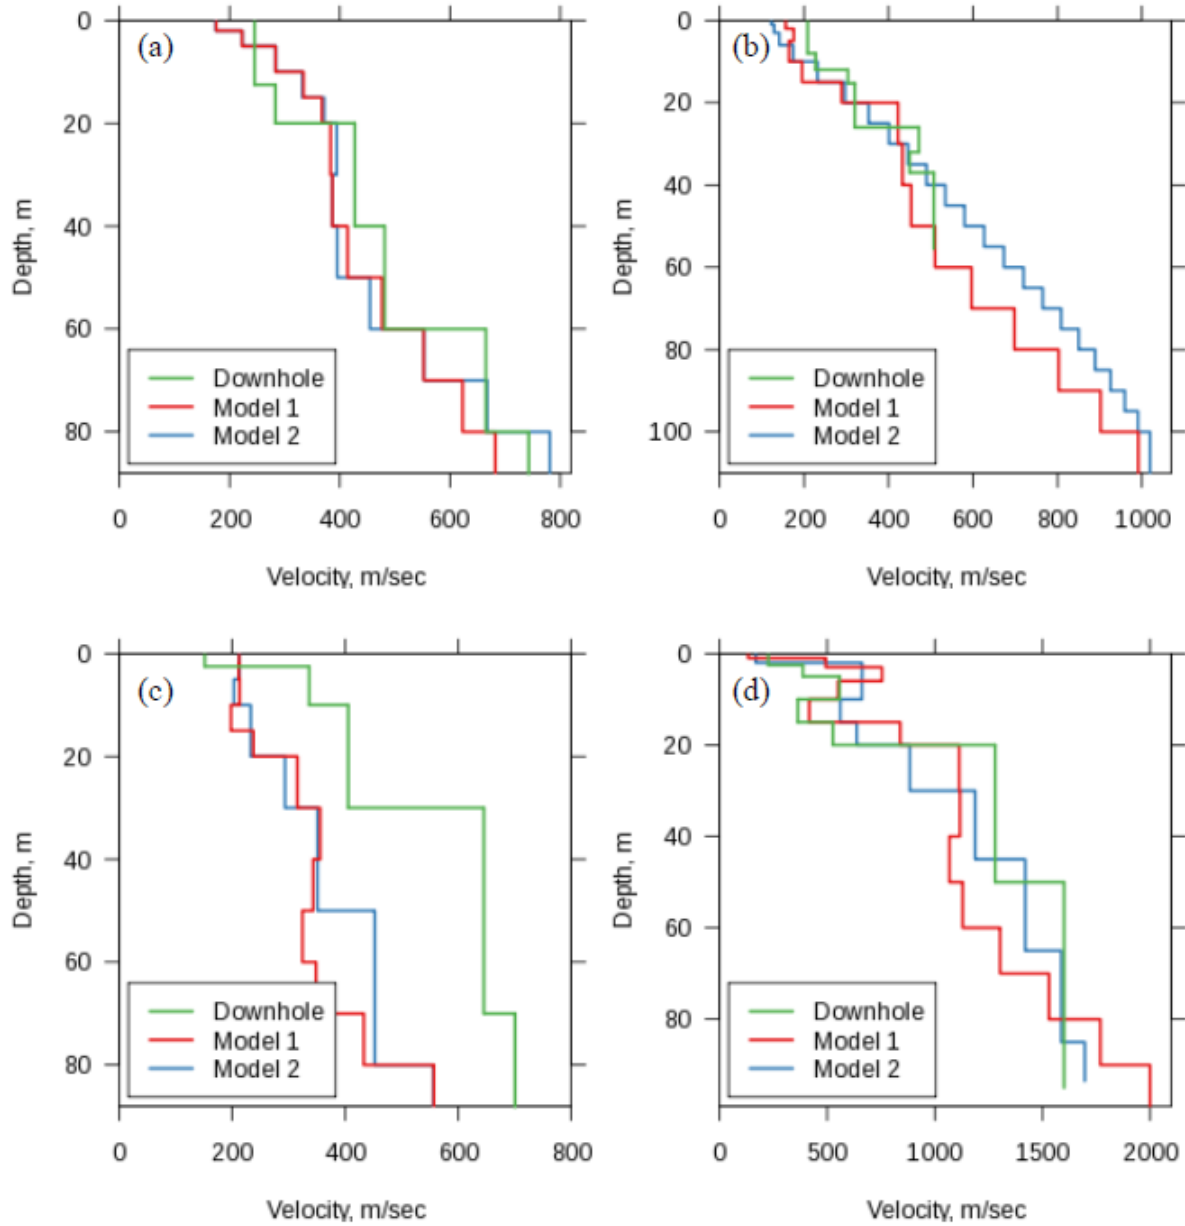 (a)
0
20
40
60
80
Depth, m
Downhole
Model 1
Model 2
0 200 400 600 800
Velocity, m/sec
(b)
0
20
40
60
80
100
Depth, m
Downhole
Model 1
Model 2
0 200 400 600 800 1000
Velocity, m/sec
(c)
0
20
40
60
80
Depth, m
Downhole
Model 1
Model 2
0 200 400 600 800
Velocity, m/sec
(d)
0
20
40
60
80
Depth, m
Downhole
Model 1
Model 2
0 500 1000 1500 2000
Velocity, m/sec